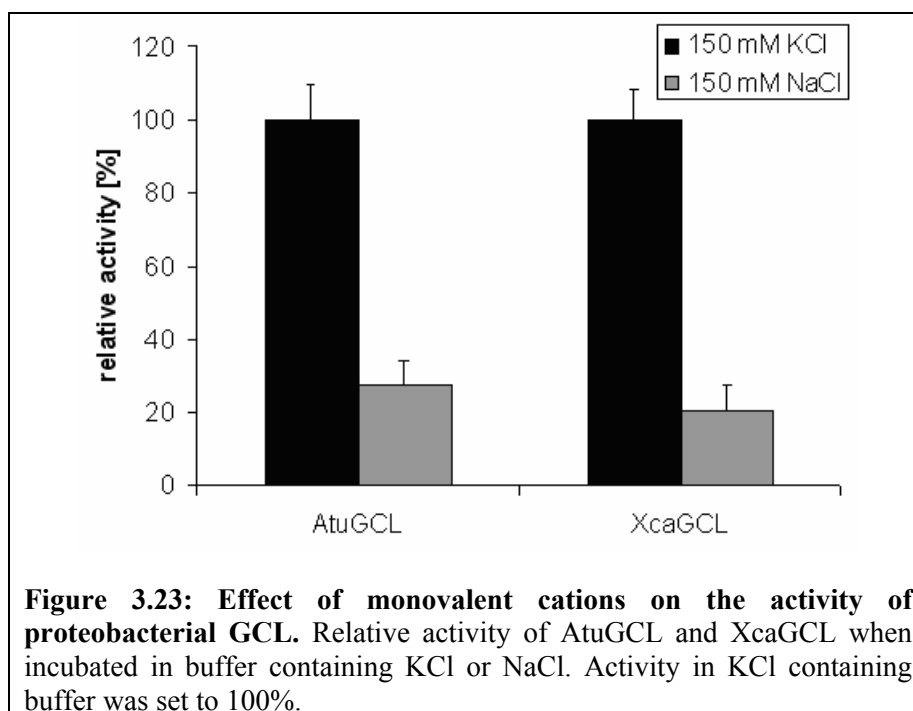 120
100
80
60
40
20
0
relative activity [%]
150 mM KCl
150 mM NaCl
AtuGCL XcaGCL
Figure 3.23: Effect of monovalent cations on the activity of
proteobacterial GCL. Relative activity of AtuGCL and XcaGCL when
incubated in buffer containing KCl or NaCl. Activity in KCl containing
buffer was set to 100%.